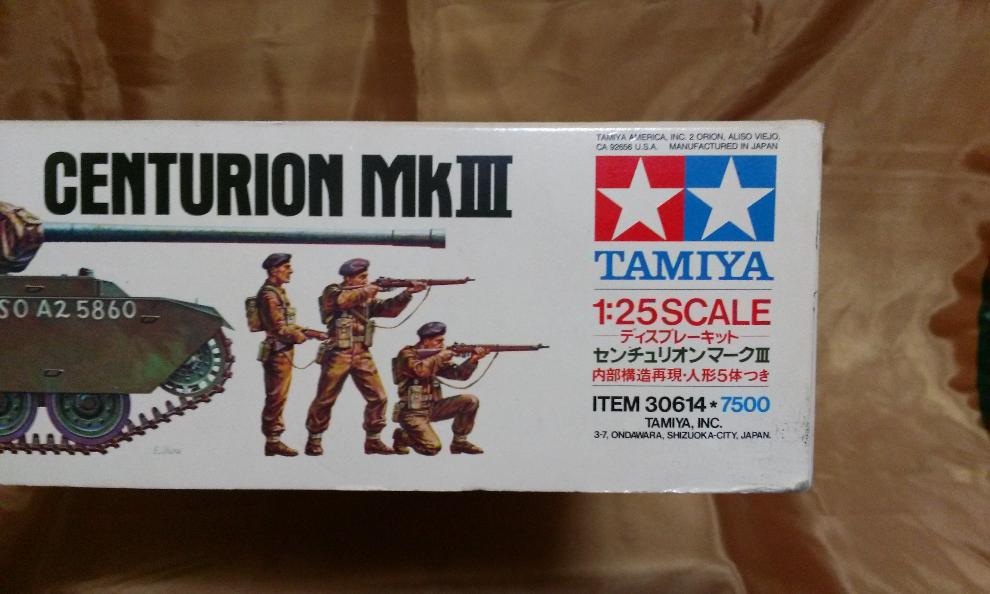 TAMIYA AMERICA, INC. 2 ORION, ALISO VIEJO,
CA 92656 U.S.A. MANUFACTURED IN JAPAN
CENTURION MkIII
TAMIYA
SO A2 5860
1:25 SCALE
ディスプレーキット
センチュリオンマークIII
内部構造再現・人形5体つき
ITEM 30614★7500
TAMIYA, INC.
3-7, ONDAWARA, SHIZUOKA-CITY, JAPAN.